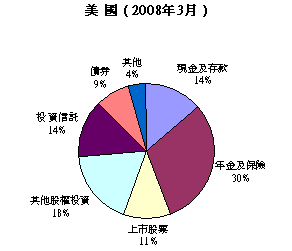 美 國（2008年3月）
其他
4%
現金及存款
14%
債券
9%
投資信託
14%
年金及保險
30%
其他股權投資
18%
上市股票
11%